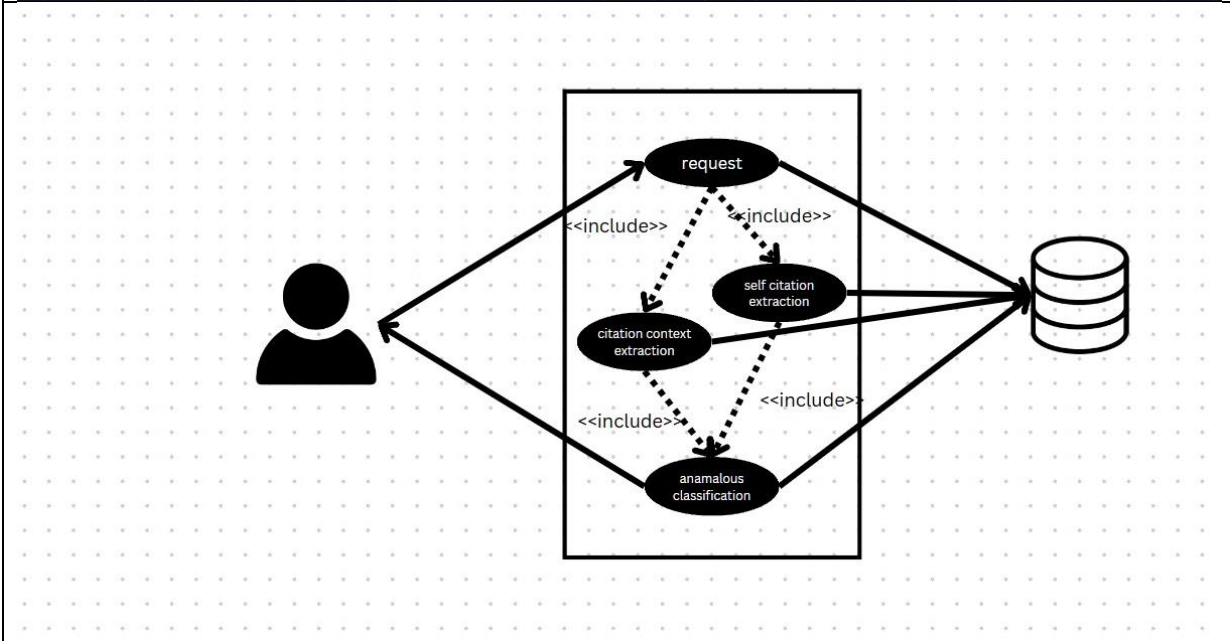 request
<<include>>
<<include>>
self citation
extraction
citation context
extraction
<<include>>
<<include>>
anamalous
classification